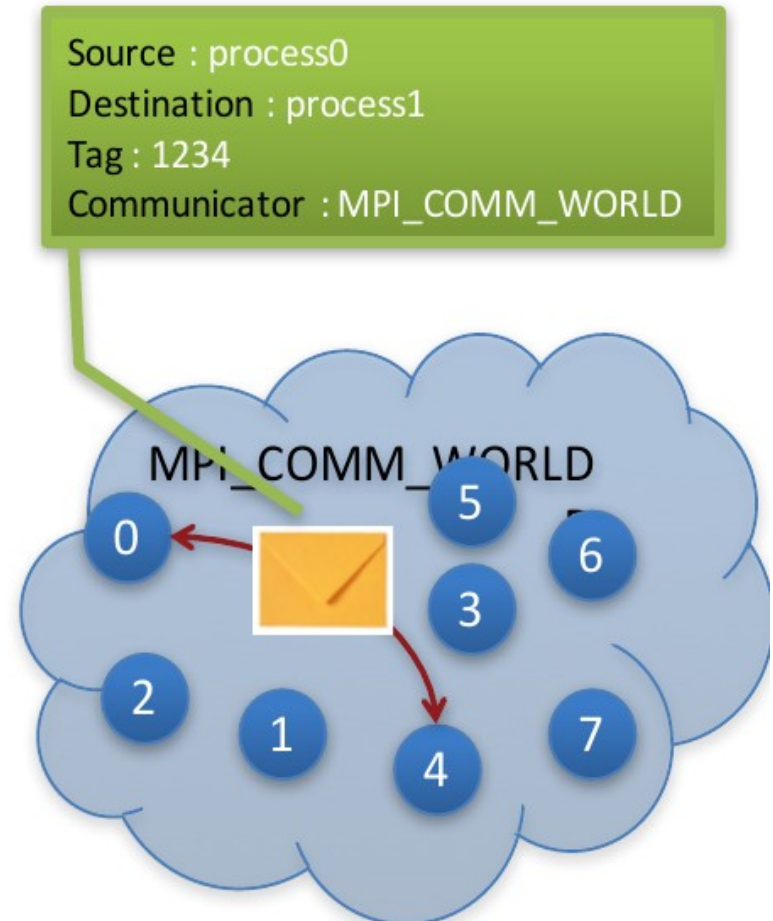 Source : process0
Destination : process1
Tag : 1234
Communicator : MPI_COMM_WORLD
MPI_COMM_WORLD
5
0
6
3
2
1
7
4